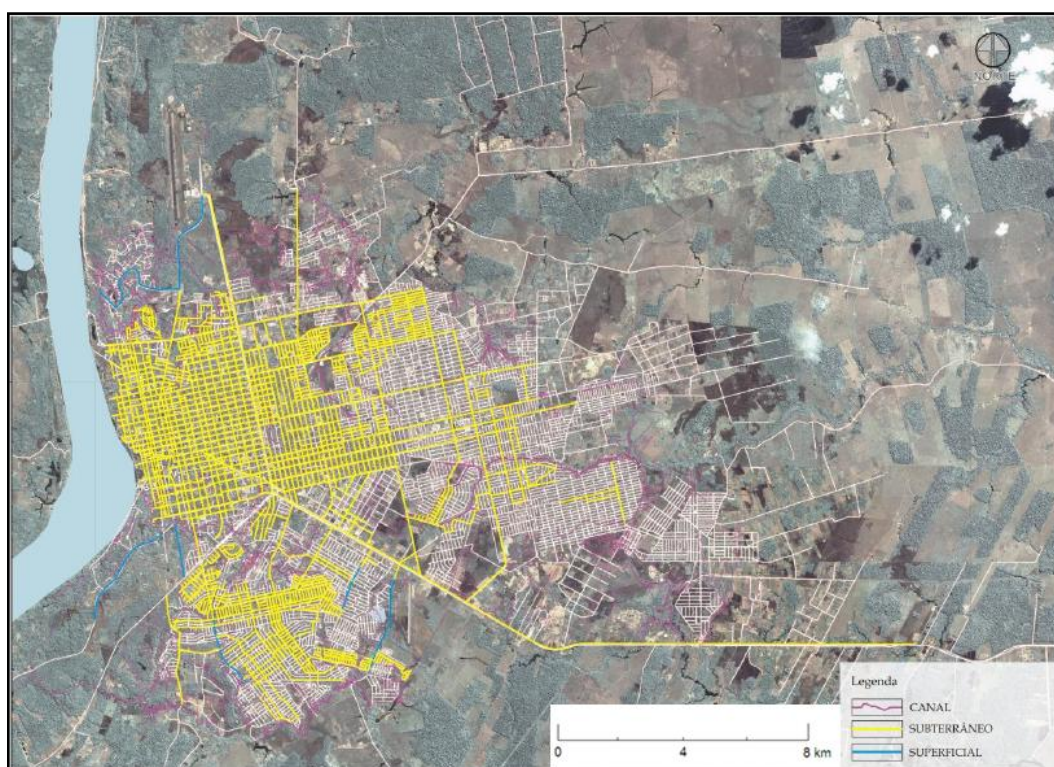 NORTE
Legenda
CANAL
SUBTERRÂNEO
SUPERFICIAL
0 4 8 km